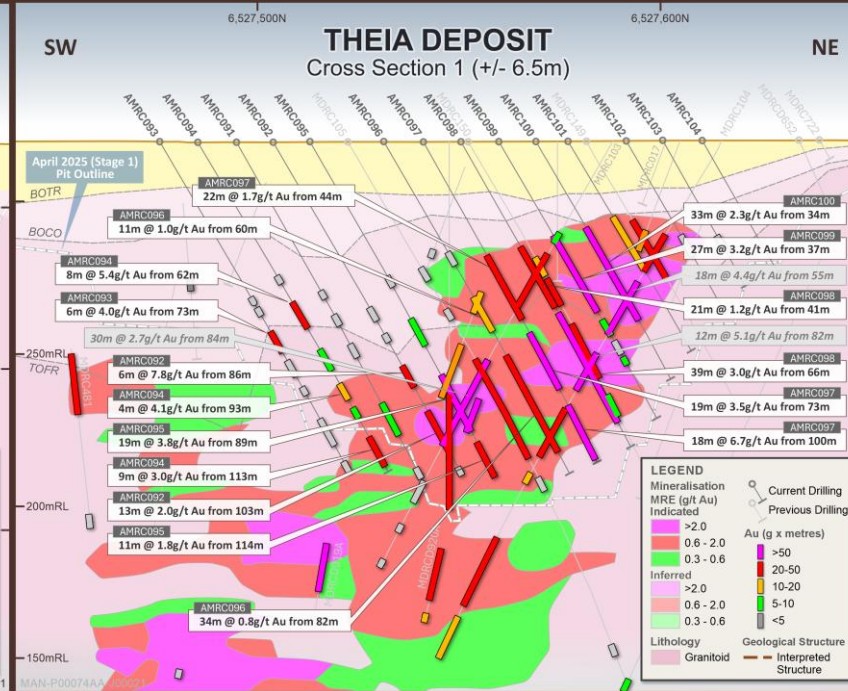 6,527,500N
6,527,600N
SW
THEIA DEPOSIT
NE
Cross Section 1 (+/- 6.5m)
AMRC093
AMRC094
AMRC091
AMRC092
AMRC095
MDRC105
AMRC096
AMRC097
MDRC150
AMRC098
AMRC099
AMRC100
AMRC101
MDRC149
AMRC102
AMRC103
AMRC104
MDRC104
MDRCD652
MDRC722
MDRC103
MDRC017
April 2025 (Stage 1)
Pit Outline
BOTR
BOCO
TOFR
AMRC097
22m @ 1.7g/t Au from 44m
AMRC096
11m @ 1.0g/t Au from 60m
AMRC094
8m @ 5.4g/t Au from 62m
AMRC093
6m @ 4.0g/t Au from 73m
30m @ 2.7g/t Au from 84m
250mRL
AMRC092
6m @ 7.8g/t Au from 86m
AMRC094
4m @ 4.1g/t Au from 93m
AMRC095
19m @ 3.8g/t Au from 89m
AMRC094
9m @ 3.0g/t Au from 113m
200mRL
AMRC092
13m @ 2.0g/t Au from 103m
AMRC095
11m @ 1.8g/t Au from 114m
AMRC096
34m @ 0.8g/t Au from 82m
150mRL
AMRC100
33m @ 2.3g/t Au from 34m
AMRC099
27m @ 3.2g/t Au from 37m
18m @ 4.4g/t Au from 55m
AMRC098
21m @ 1.2g/t Au from 41m
12m @ 5.1g/t Au from 82m
AMRC098
39m @ 3.0g/t Au from 66m
AMRC097
19m @ 3.5g/t Au from 73m
AMRC097
18m @ 6.7g/t Au from 100m
MDRC481
LEGEND
Mineralisation
MRE (g/t Au)
Indicated
>2.0
0.6 - 2.0
0.3 - 0.6
Inferred
>2.0
0.6 - 2.0
0.3 - 0.6
Lithology
Granitoid
Current Drilling
Previous Drilling
Au (g x metres)
>50
20-50
10-20
5-10
<5
Geological Structure
Interpreted
Structure